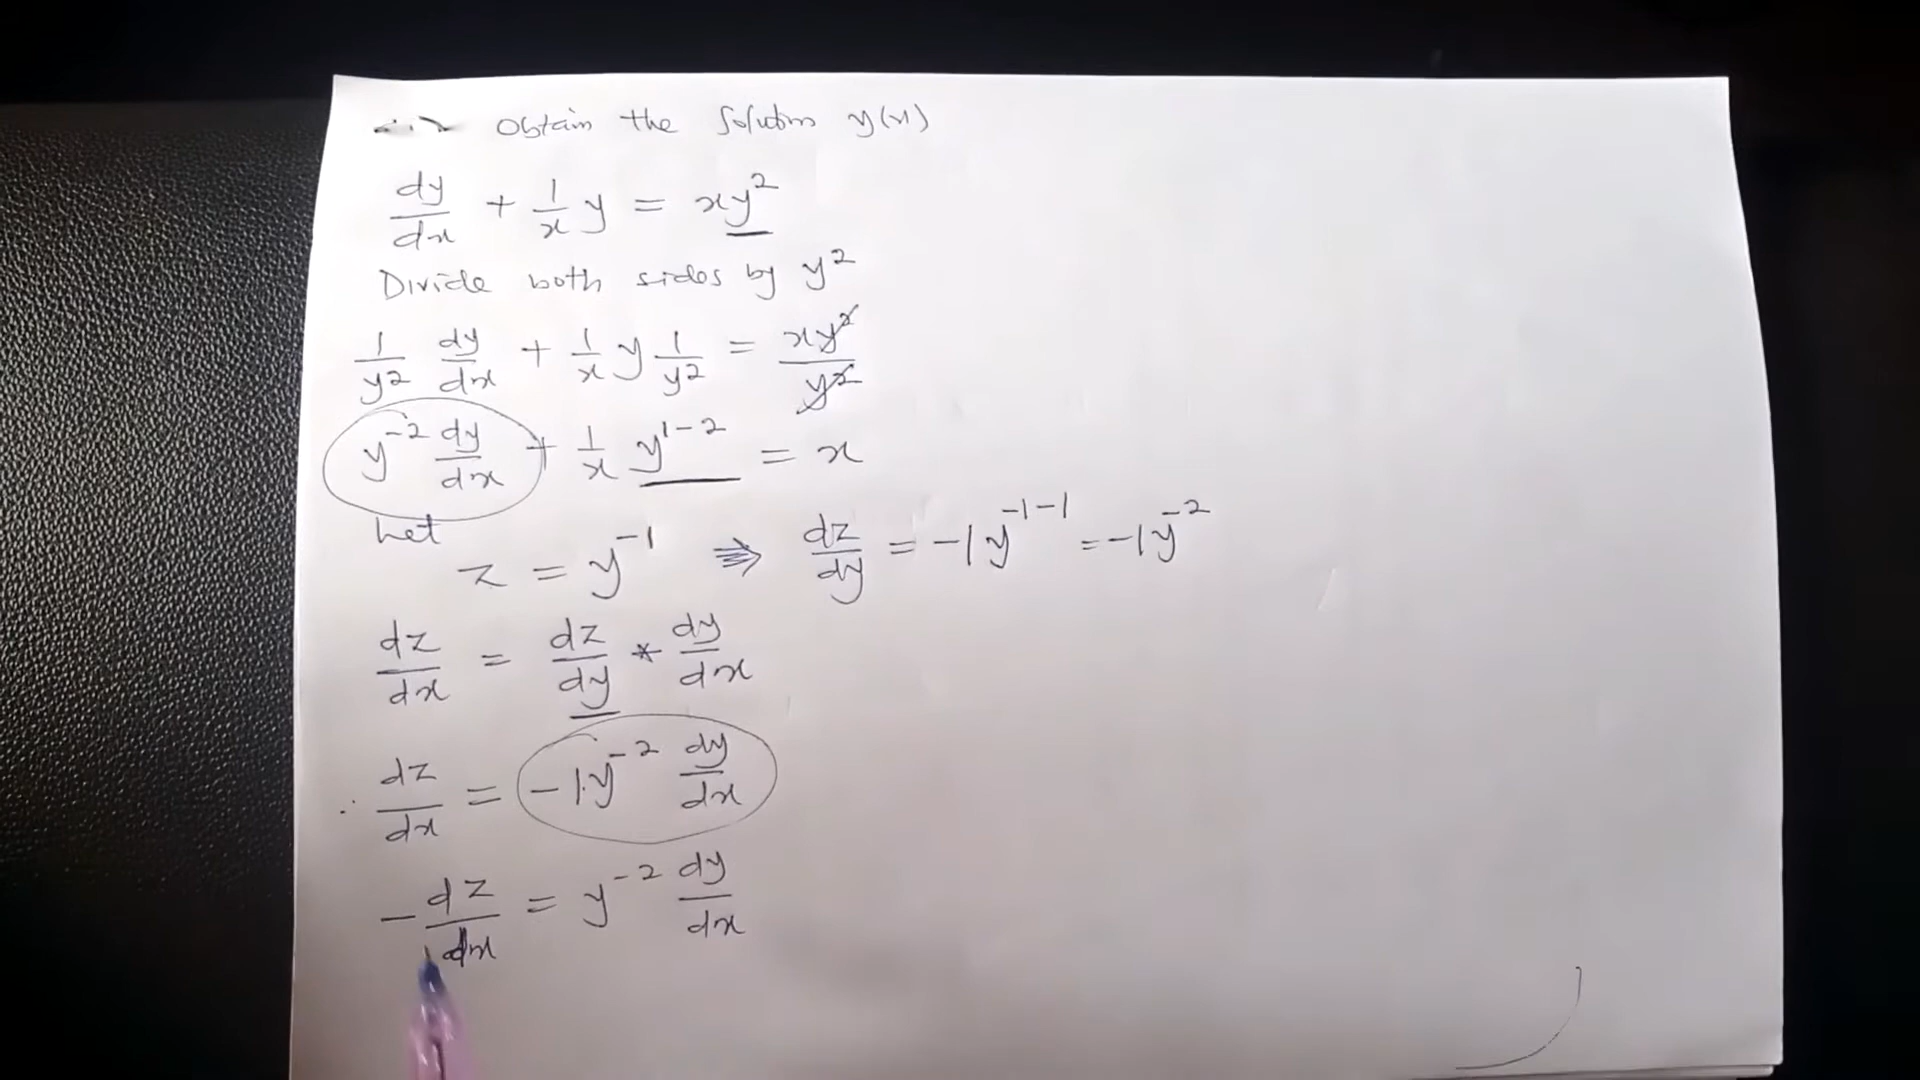 Obtain the Solution y(x)
dy/dx + 1/x y = xy²
Divide both sides by y²
1/y² dy/dx + 1/x y 1/y² = xy²/y²
y⁻² dy/dx + 1/x y¹⁻² = x
Let
z = y⁻¹ ⇒ dz/dy = -1y⁻¹⁻¹ = -1y⁻²
dz/dx = dz/dy * dy/dx
∴ dz/dx = -1·y⁻² dy/dx
-dz/dx = y⁻² dy/dx